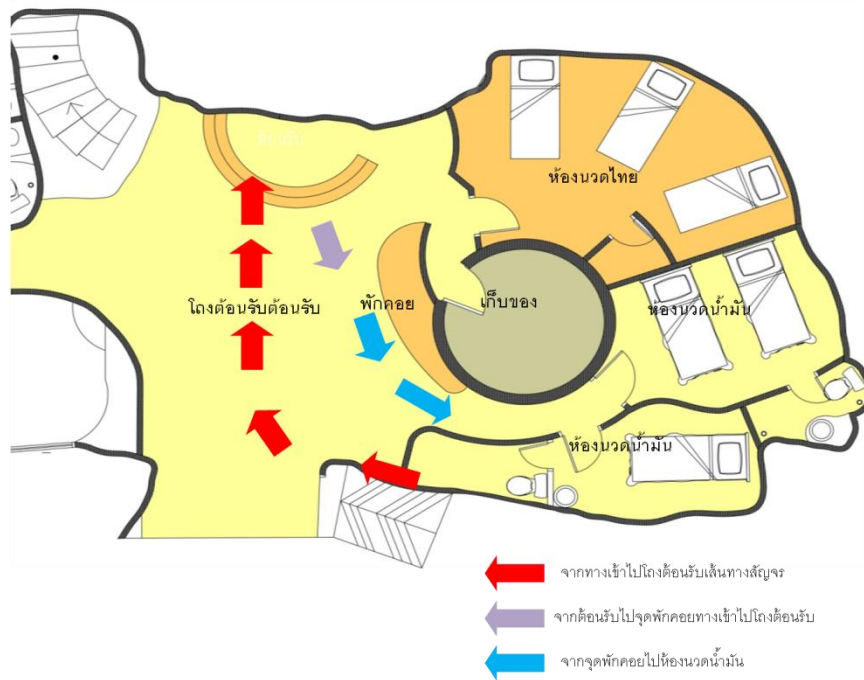 ต้อนรับ
ห้องนวดไทย
โถงต้อนรับต้อนรับ
พักคอย
เก็บของ
ห้องนวดน้ำมัน
ห้องนวดน้ำมัน
จากทางเข้าไปโถงต้อนรับเส้นทางสัญจร
จากต้อนรับไปจุดพักคอยทางเข้าไปโถงต้อนรับ
จากจุดพักคอยไปห้องนวดน้ำมัน